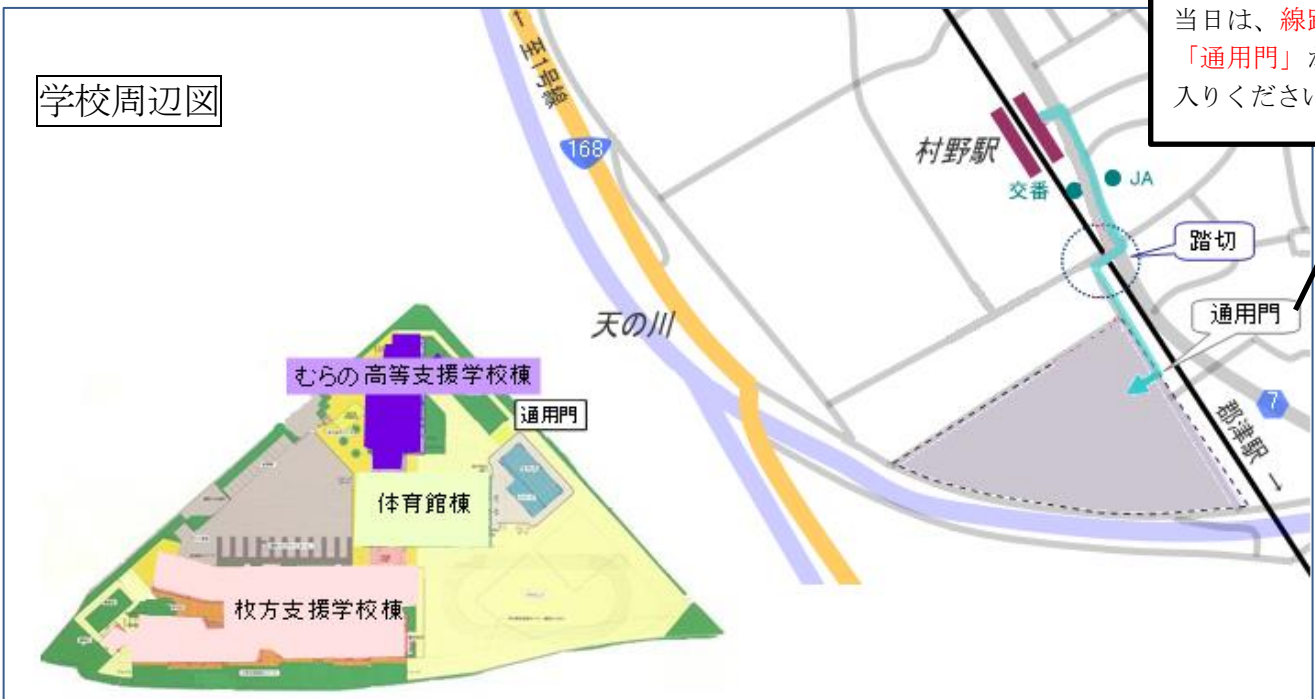 当日は、線
「通用門」
入りください
学校周辺図
↑ 至1号線
168
村野駅
交番
JA
踏切
通用門
天の川
7
郡津駅 →
むらの高等支援学校棟
通用門
体育館棟
枚方支援学校棟